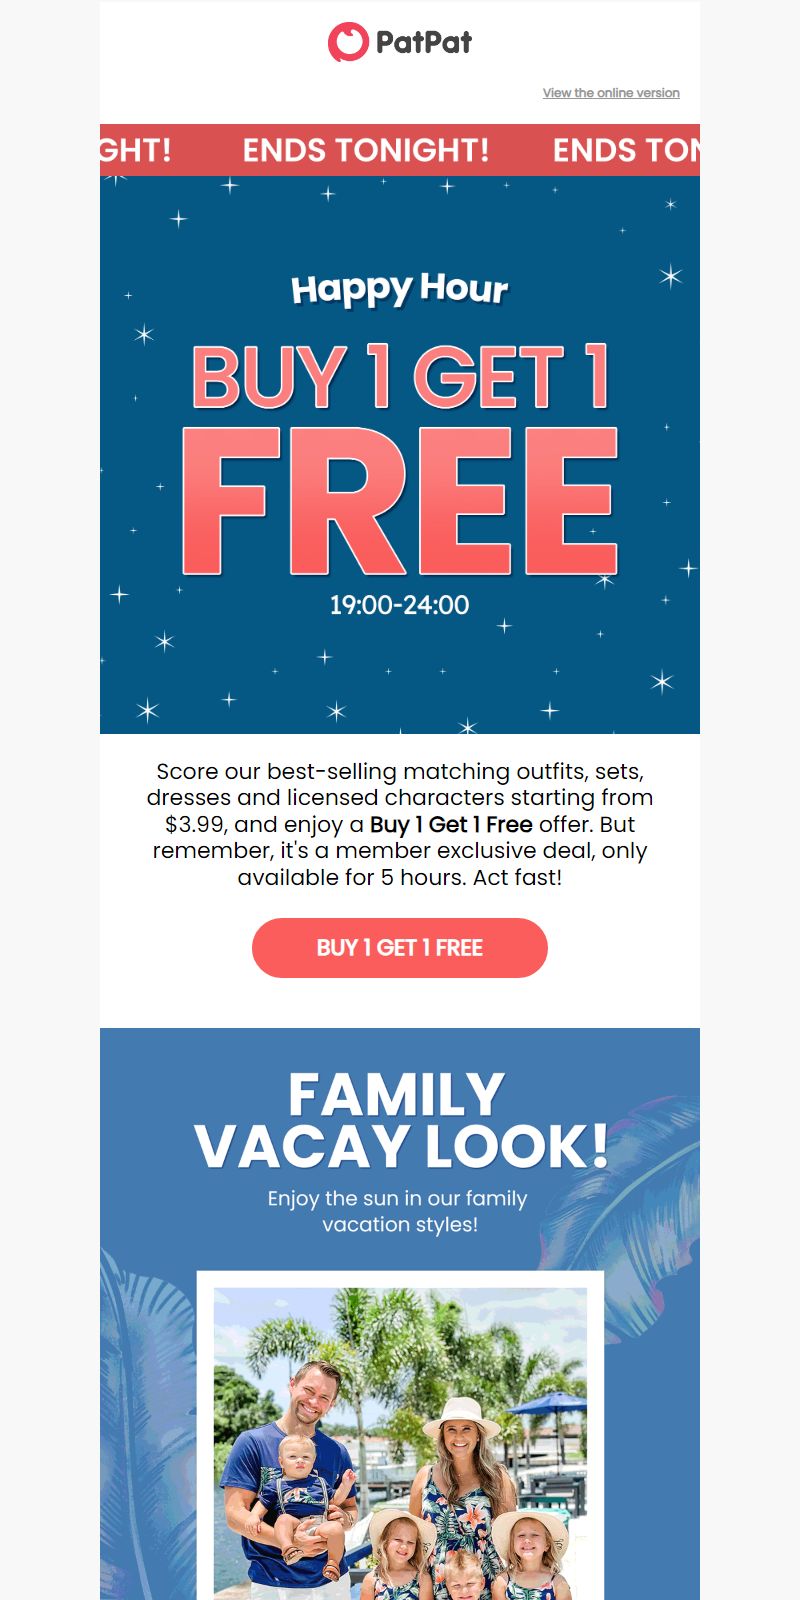 PatPat
View the online version
GHT! ENDS TONIGHT! ENDS TON
Happy Hour
BUY 1 GET 1
FREE
19:00-24:00
Score our best-selling matching outfits, sets,
dresses and licensed characters starting from
$3.99, and enjoy a Buy 1 Get 1 Free offer. But
remember, it's a member exclusive deal, only
available for 5 hours. Act fast!
BUY 1 GET 1 FREE
FAMILY
VACAY LOOK!
Enjoy the sun in our family
vacation styles!